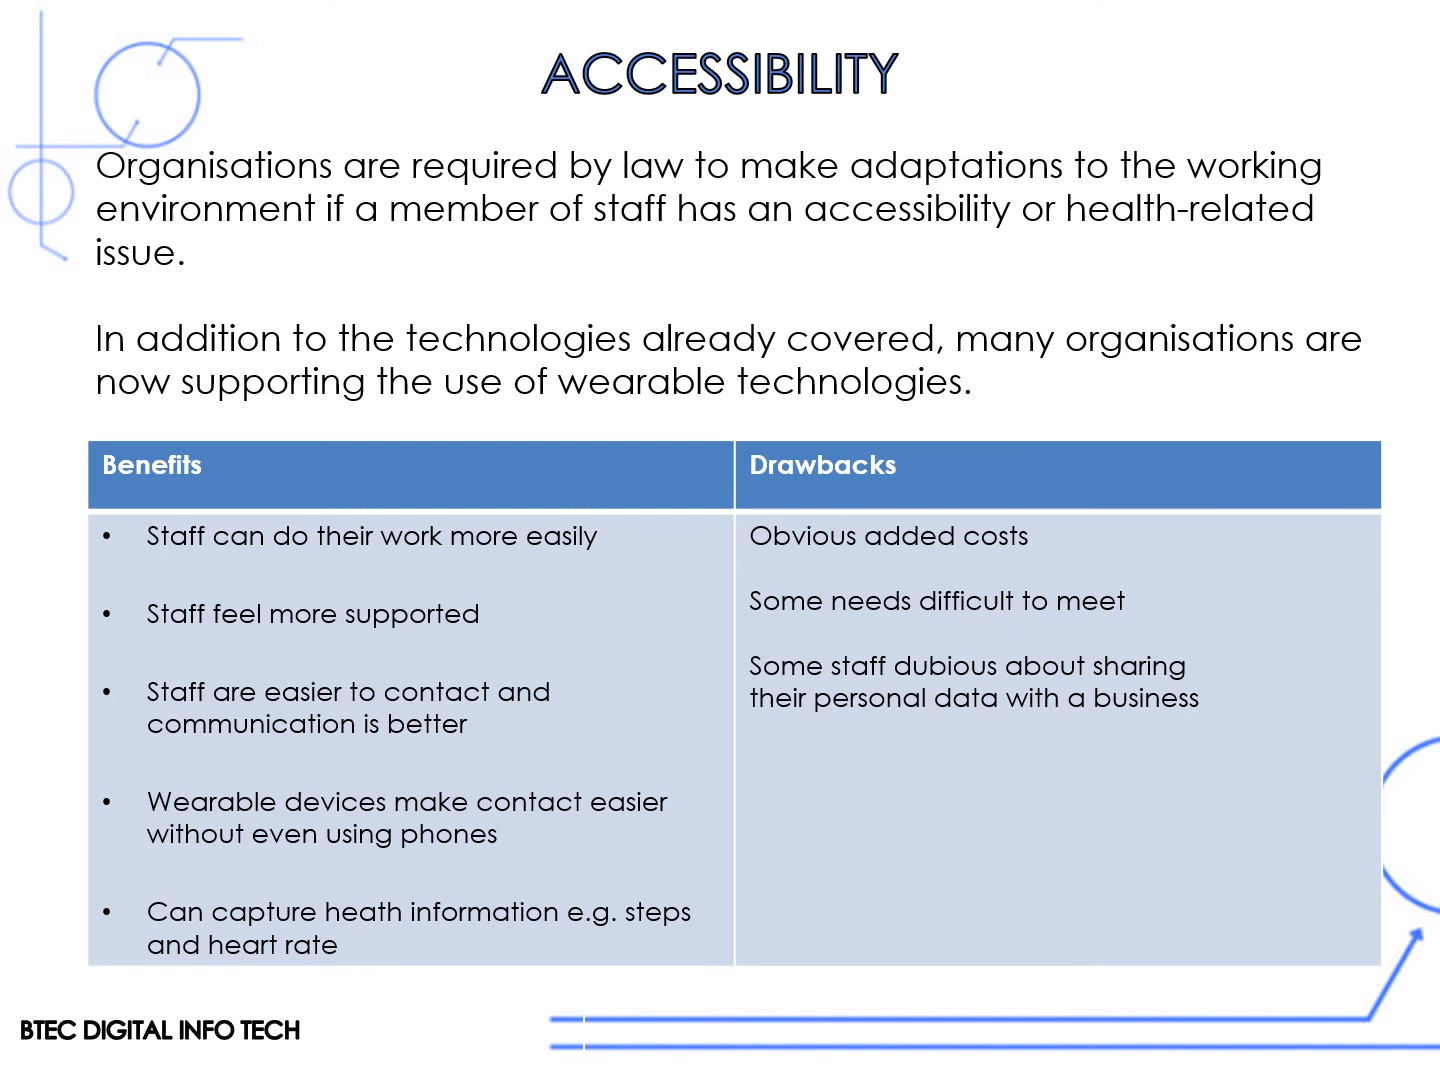 ACCESSIBILITY
Organisations are required by law to make adaptations to the working
environment if a member of staff has an accessibility or health-related
issue.
In addition to the technologies already covered, many organisations are
now supporting the use of wearable technologies.
Benefits
• Staff can do their work more easily
• Staff feel more supported
• Staff are easier to contact and
communication is better
• Wearable devices make contact easier
without even using phones
• Can capture heath information e.g. steps
and heart rate
Drawbacks
Obvious added costs
Some needs difficult to meet
Some staff dubious about sharing
their personal data with a business
BTEC DIGITAL INFO TECH